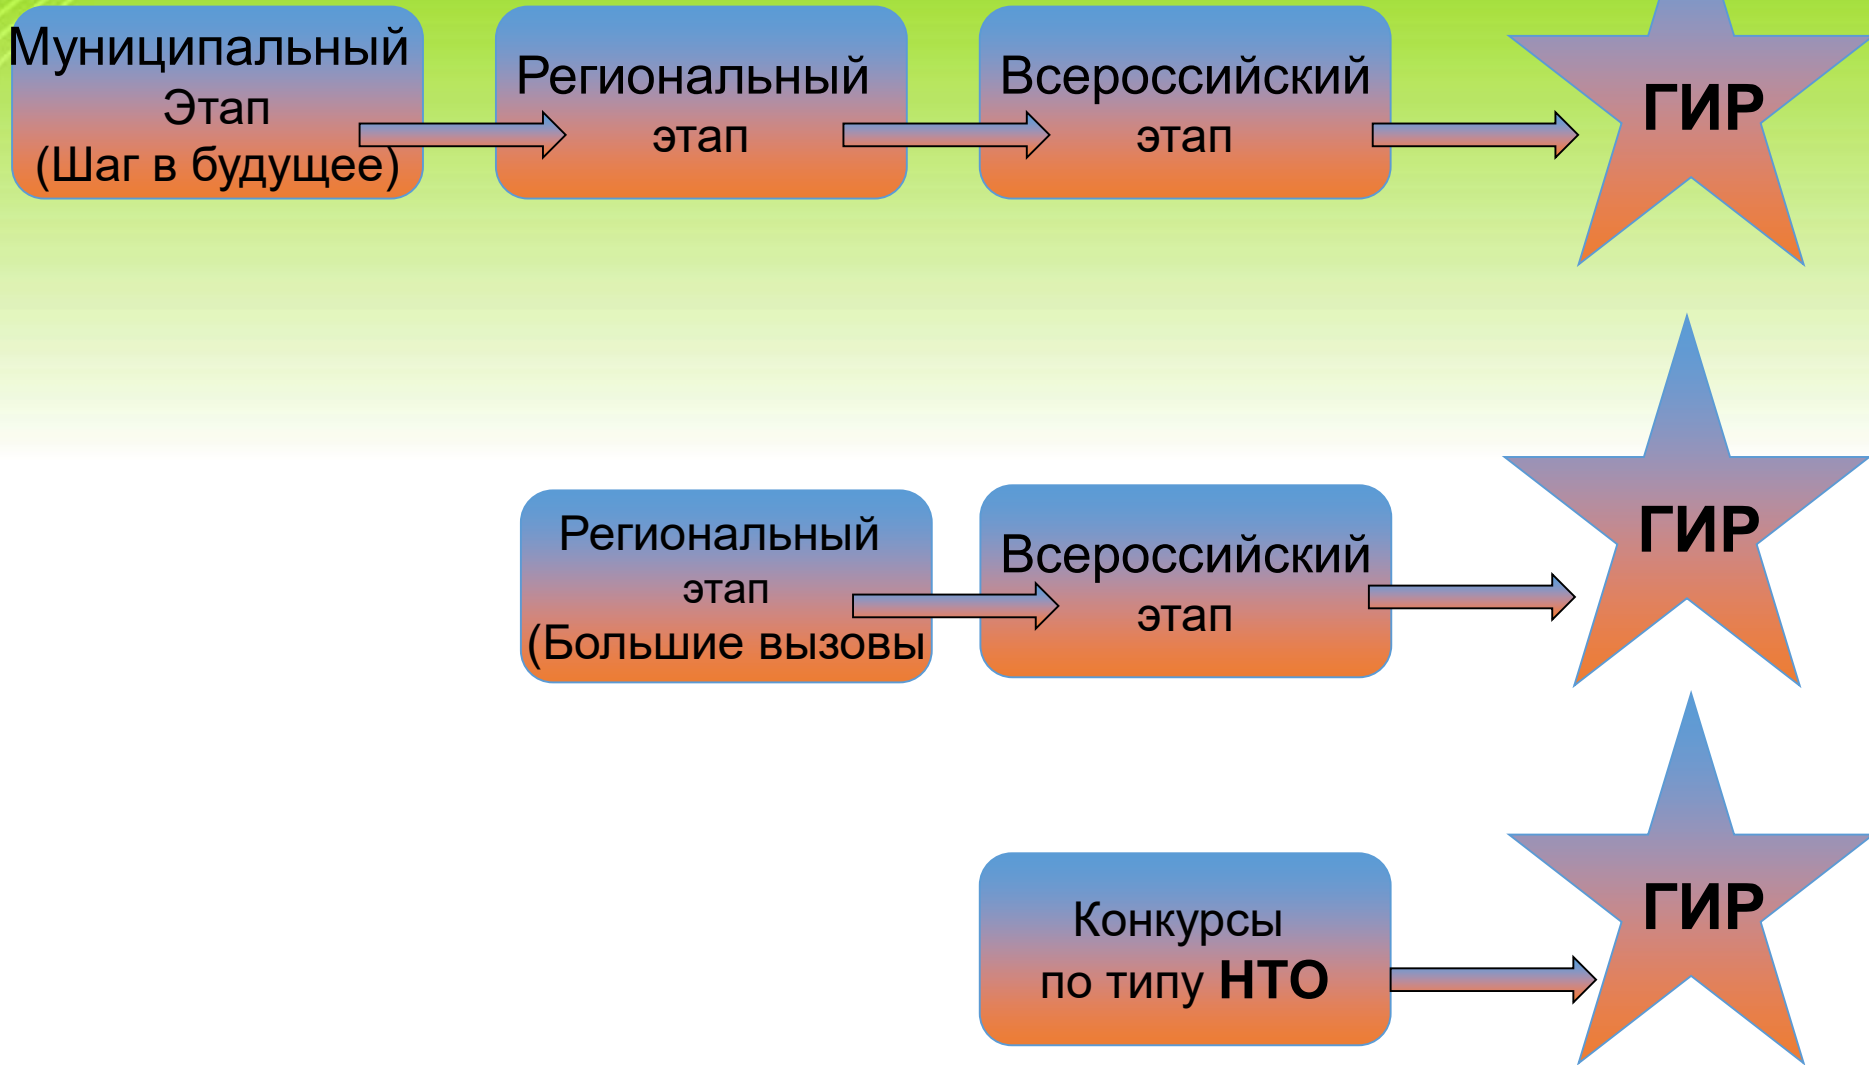 Муниципальный
Этап
(Шаг в будущее)
Региональный
этап
Всероссийский
этап
ГИР
Региональный
этап
(Большие вызовы
Всероссийский
этап
ГИР
Конкурсы
по типу НТО
ГИР